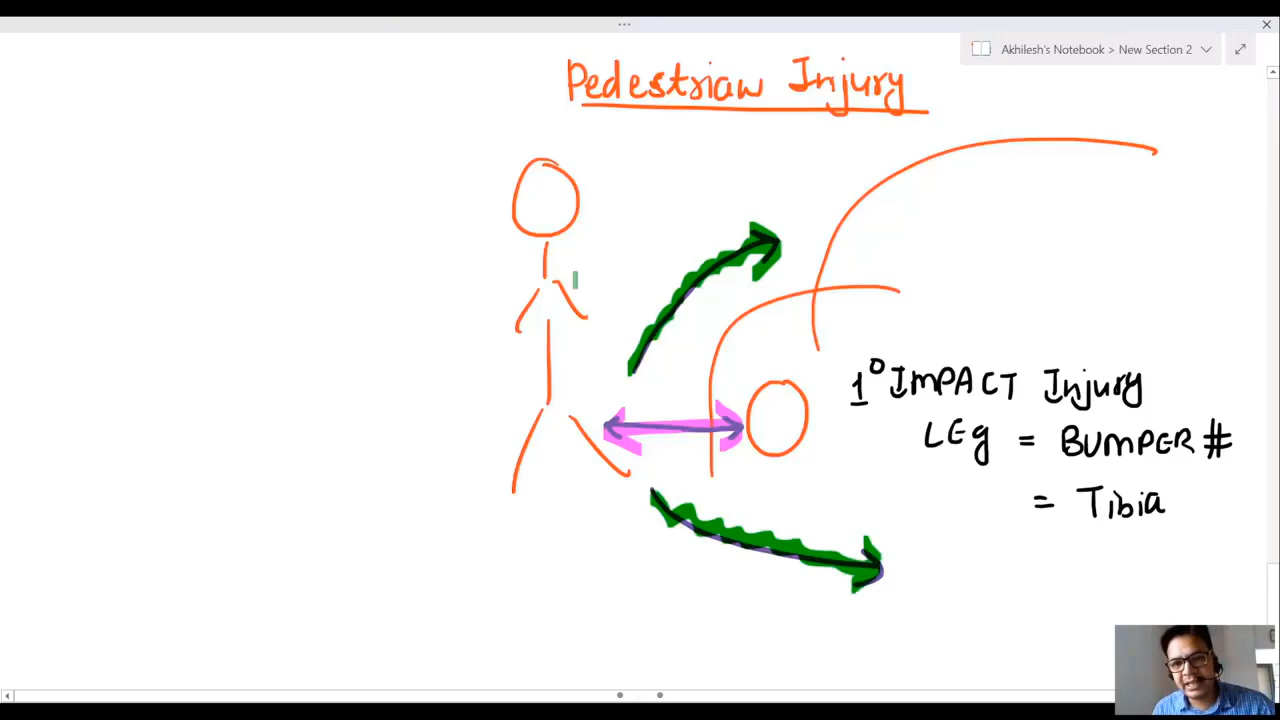 Akhilesh's Notebook > New Section 2
Pedestrian Injury
1° IMPACT Injury
LEg = BUMPER #
= Tibia